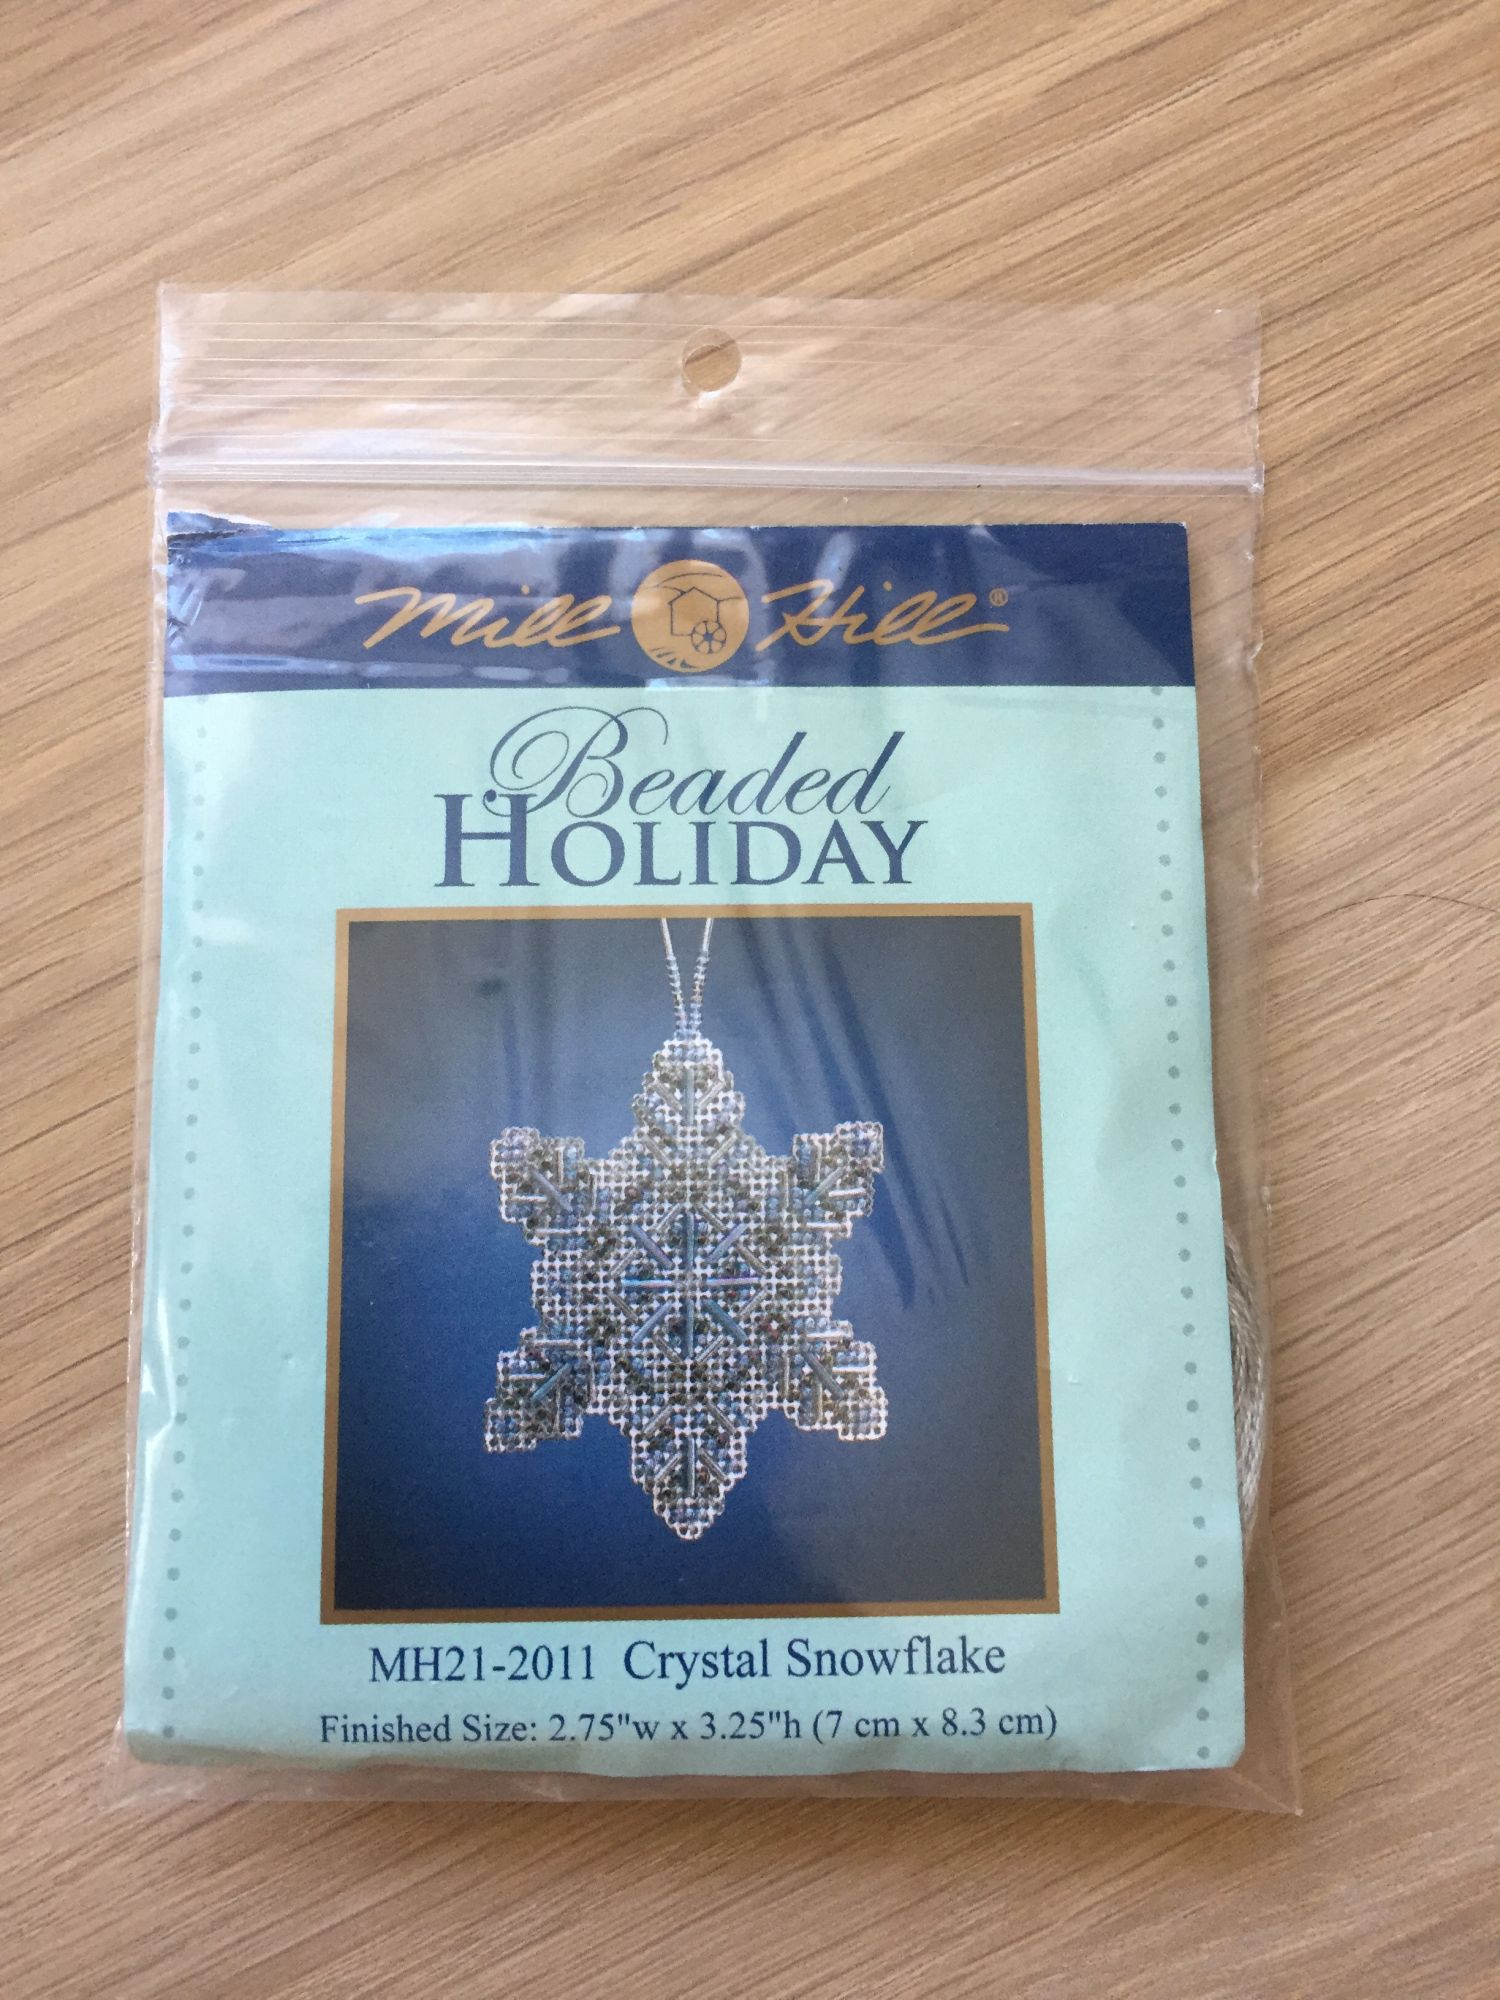 Mill Hill®
Beaded
HOLIDAY
MH21-2011 Crystal Snowflake
Finished Size: 2.75"w x 3.25"h (7 cm x 8.3 cm)